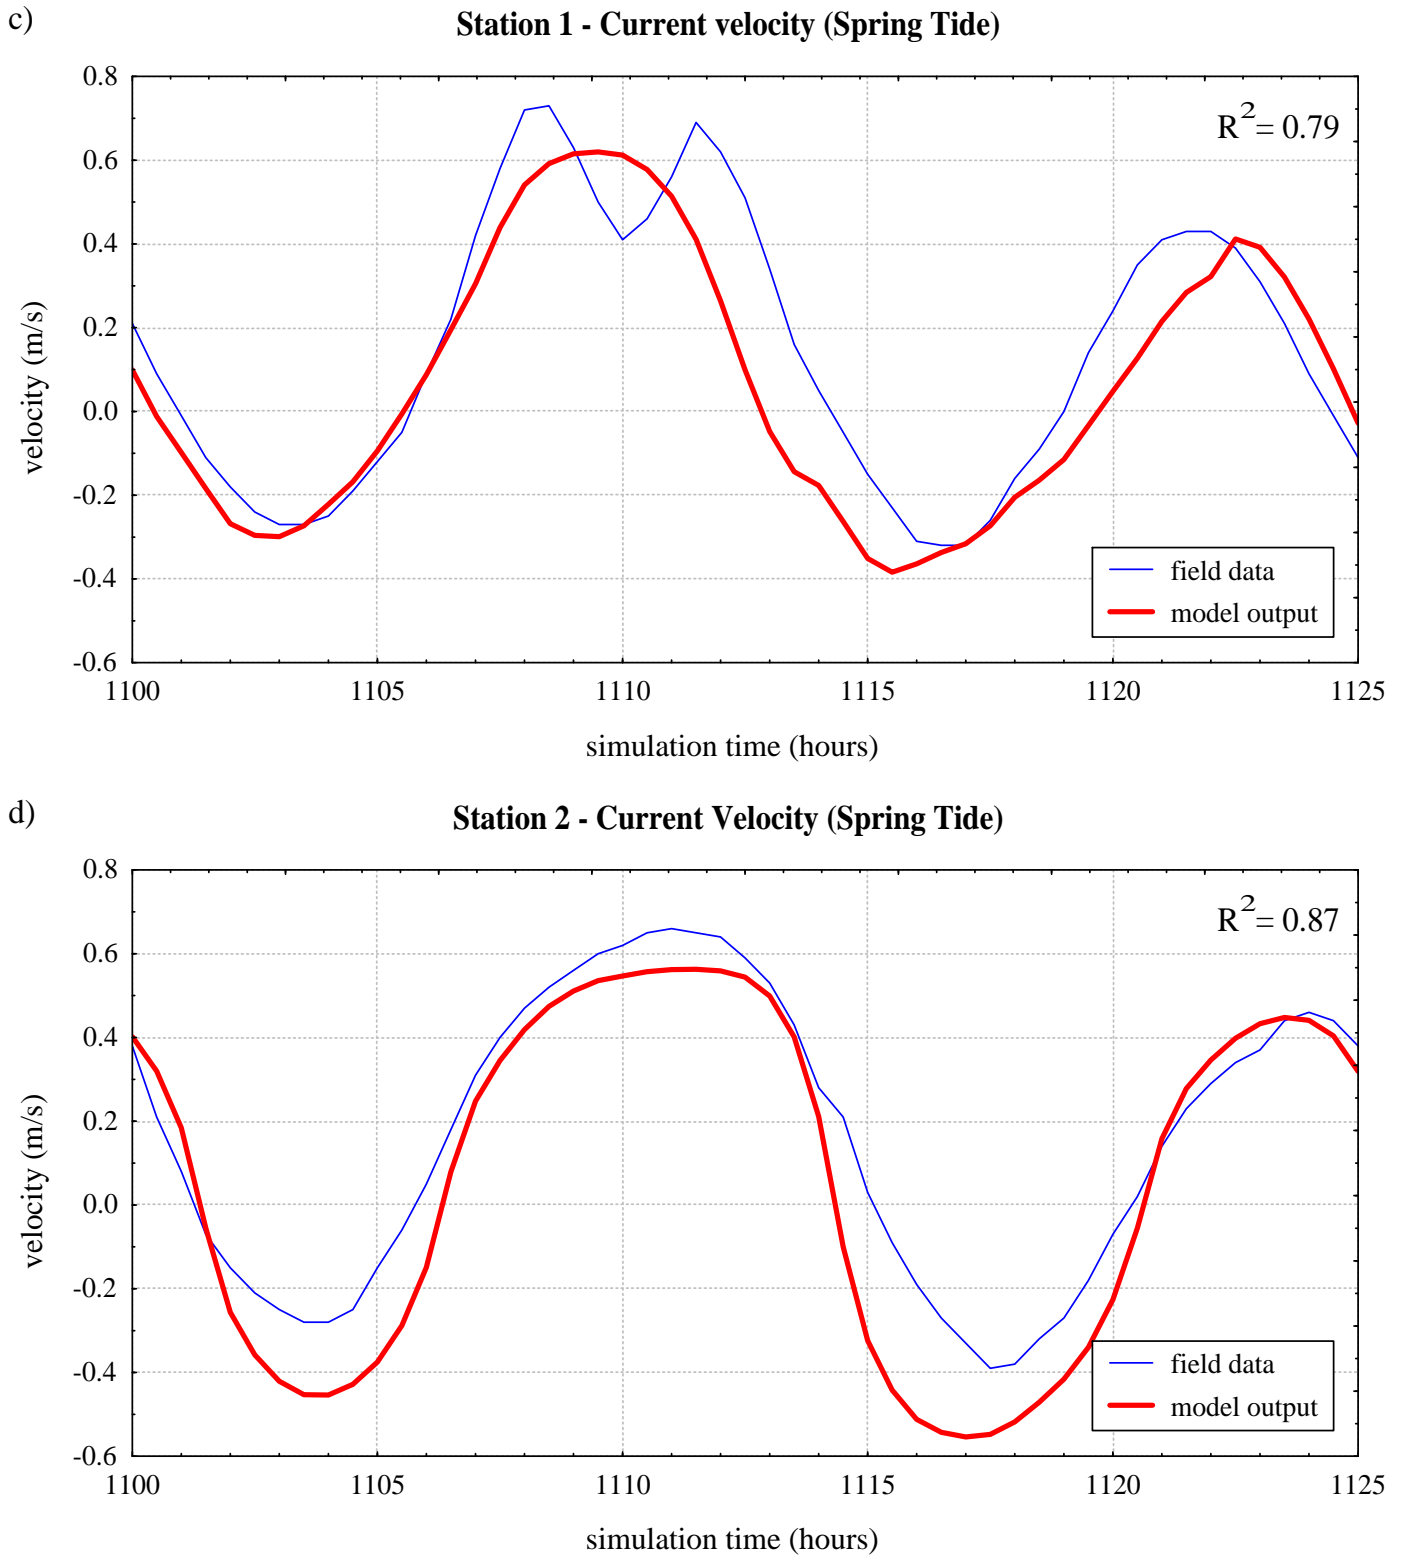 c)
Station 1 - Current velocity (Spring Tide)
0.8
0.6
0.4
0.2
0.0
-0.2
-0.4
-0.6
velocity (m/s)
R2= 0.79
field data
model output
1100 1105 1110 1115 1120 1125
simulation time (hours)
d)
Station 2 - Current Velocity (Spring Tide)
0.8
0.6
0.4
0.2
0.0
-0.2
-0.4
-0.6
velocity (m/s)
R2= 0.87
field data
model output
1100 1105 1110 1115 1120 1125
simulation time (hours)